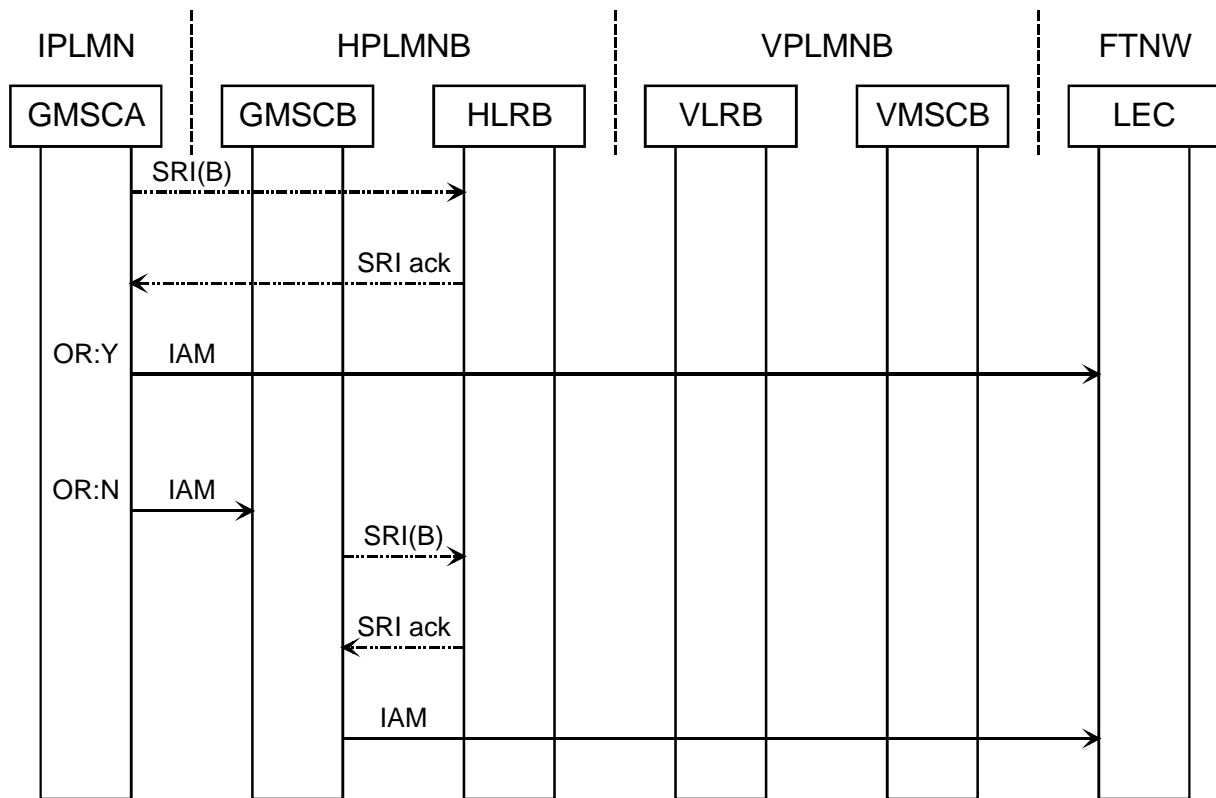 IPLMN HPLMNB VPLMNB FTNW
GMSCA GMSCB HLRB VLRB VMSCB LEC
SRI(B)
SRI ack
OR:Y IAM
OR:N IAM
SRI(B)
SRI ack
IAM